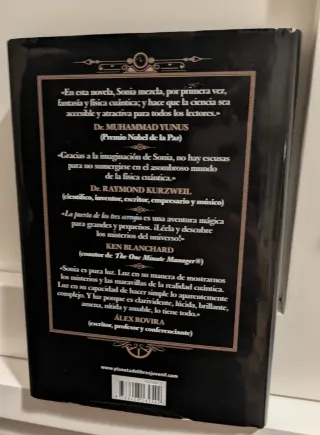 «En esta novela, Sonia mezcla, por primera vez,
fantasía y física cuántica; y hace que la ciencia sea
accesible y atractiva para todos los lectores.»
Dr. MUHAMMAD YUNUS
(Premio Nobel de la Paz)
«Gracias a la imaginación de Sonia, no hay excusas
para no sumergirse en el asombroso mundo
de la física cuántica.»
Dr. RAYMOND KURZWEIL
(científico, inventor, escritor, empresario y músico)
«La puerta de los tres cerrojos es una aventura mágica
para grandes y pequeños. ¡Léela y descubre
los misterios del universo!»
KEN BLANCHARD
(coautor de The One Minute Manager®)
«Sonia es pura luz. Luz en su manera de mostrarnos
los misterios y las maravillas de la realidad cuántica.
Luz en su capacidad de hacer simple lo aparentemente
complejo. Y luz porque es clarividente, lúcida, brillante,
amena, nítida y amable, lo tiene todo.»
ÁLEX ROVIRA
(escritor, profesor y conferenciante)
www.planetadelibrosjuvenil.com